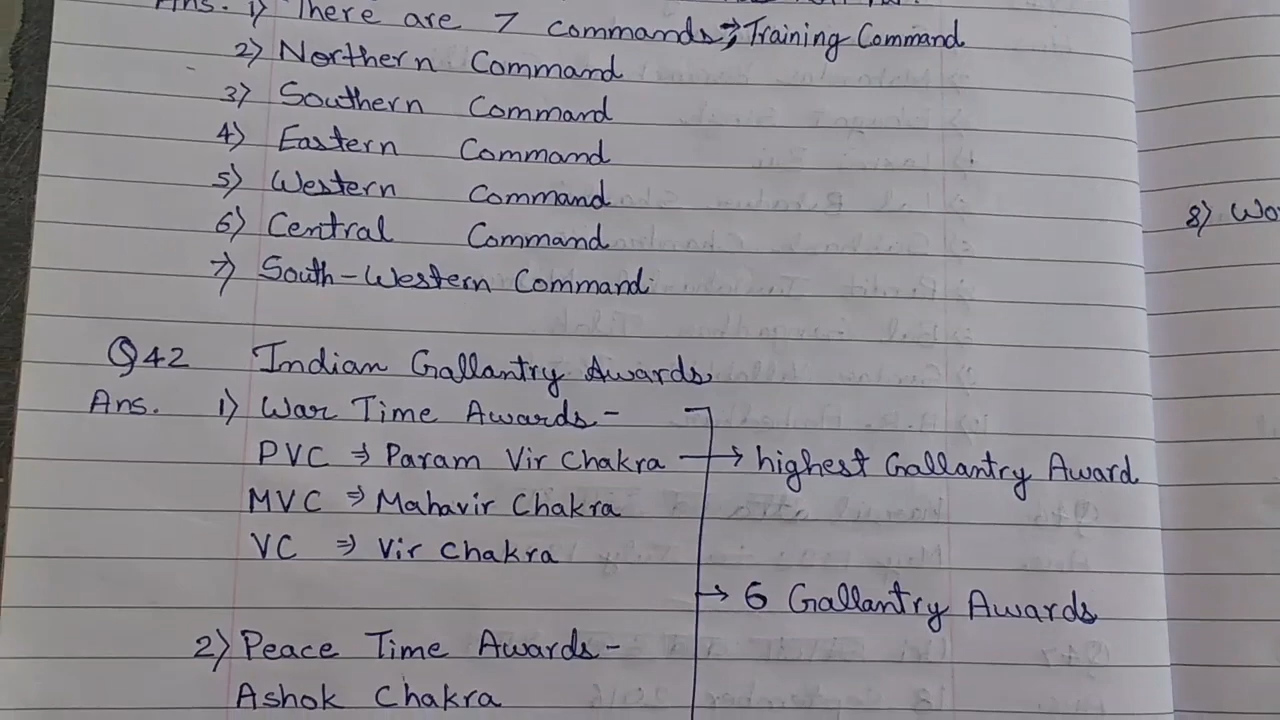 Ans. 1) There are 7 commands ⇒ Training Command
2) Northern Command
3) Southern Command
4) Eastern Command
5) Western Command
6) Central Command
7) South-Western Command
8) Wo
Q42 Indian Gallantry Awards
Ans. 1) War Time Awards -
PVC ⇒ Param Vir Chakra → highest Gallantry Award
MVC ⇒ Mahavir Chakra
VC ⇒ Vir Chakra
→ 6 Gallantry Awards
2) Peace Time Awards -
Ashok Chakra